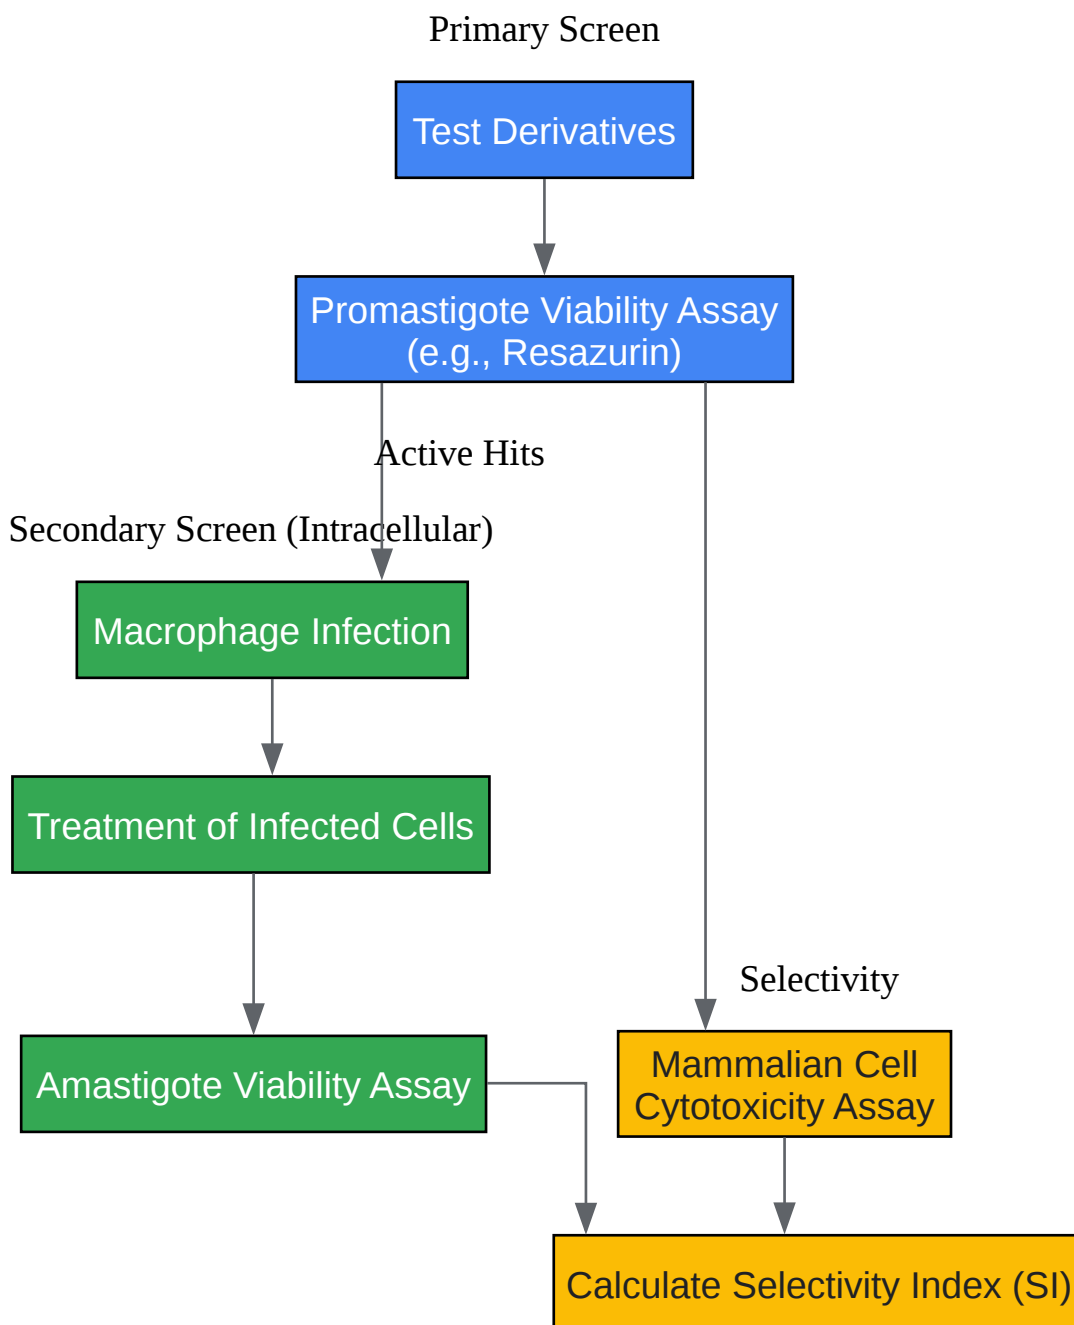 Primary Screen
Test Derivatives
Promastigote Viability Assay
(e.g., Resazurin)
Active Hits
Secondary Screen (Intracellular)
Macrophage Infection
Treatment of Infected Cells
Selectivity
Amastigote Viability Assay
Mammalian Cell
Cytotoxicity Assay
Calculate Selectivity Index (SI)